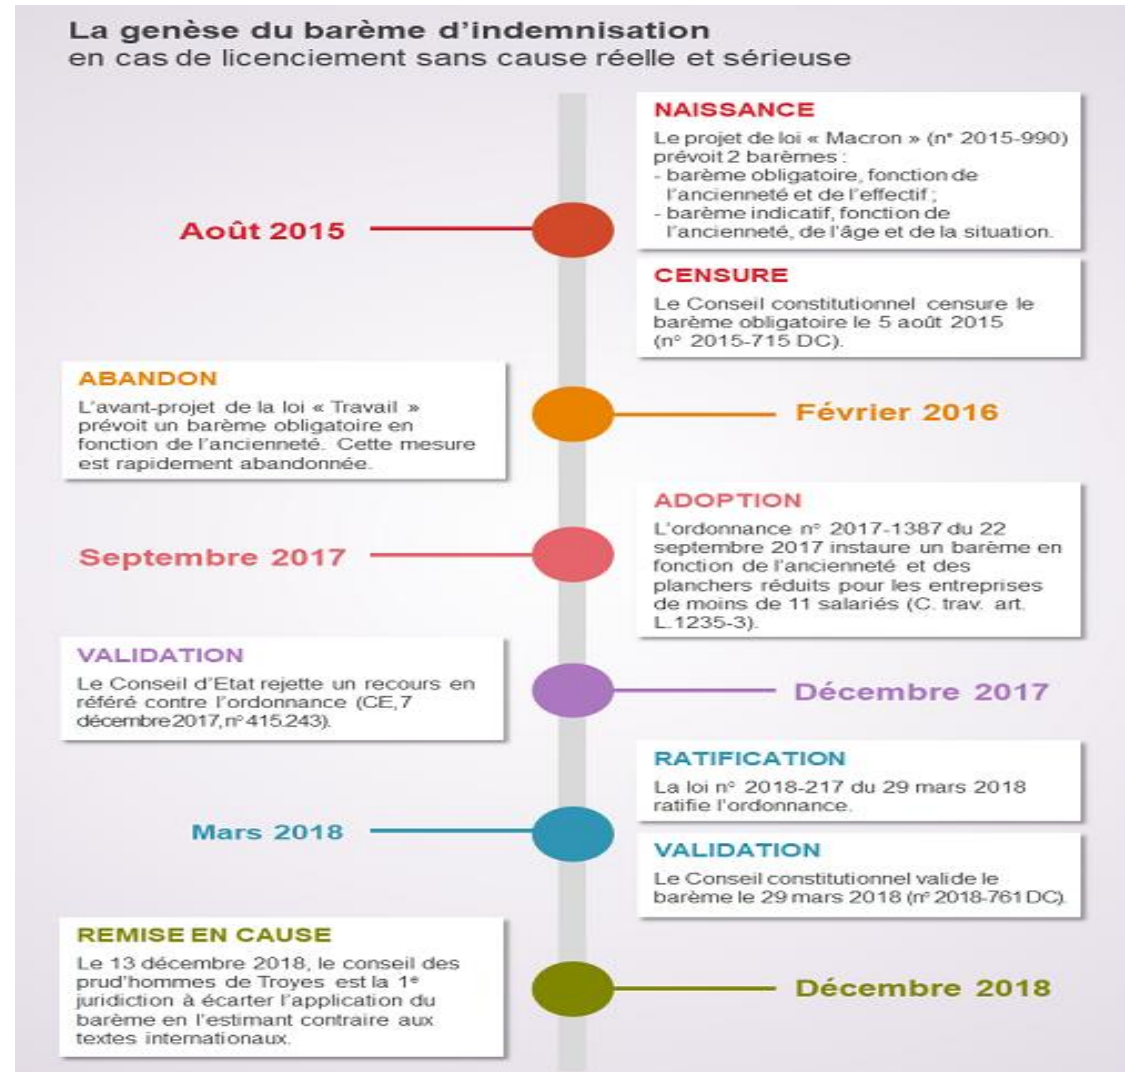 La genèse du barème d'indemnisation
en cas de licenciement sans cause réelle et sérieuse
Août 2015
NAISSANCE
Le projet de loi « Macron » (n° 2015-990)
prévoit 2 barèmes :
- barème obligatoire, fonction de
l'ancienneté et de l'effectif ;
- barème indicatif, fonction de
l'ancienneté, de l'âge et de la situation.
CENSURE
Le Conseil constitutionnel censure le
barème obligatoire le 5 août 2015
(n° 2015-715 DC).
ABANDON
L'avant-projet de la loi « Travail »
prévoit un barème obligatoire en
fonction de l'ancienneté. Cette mesure
est rapidement abandonnée.
Février 2016
Septembre 2017
ADOPTION
L'ordonnance n° 2017-1387 du 22
septembre 2017 instaure un barème en
fonction de l'ancienneté et des
planchers réduits pour les entreprises
de moins de 11 salariés (C. trav. art.
L.1235-3).
VALIDATION
Le Conseil d'Etat rejette un recours en
référé contre l'ordonnance (CE, 7
décembre 2017, n° 415.243).
Décembre 2017
Mars 2018
RATIFICATION
La loi n° 2018-217 du 29 mars 2018
ratifie l'ordonnance.
VALIDATION
Le Conseil constitutionnel valide le
barème le 29 mars 2018 (n° 2018-761 DC).
REMISE EN CAUSE
Le 13 décembre 2018, le conseil des
prud'hommes de Troyes est la 1e
juridiction à écarter l'application du
barème en l'estimant contraire aux
textes internationaux.
Décembre 2018